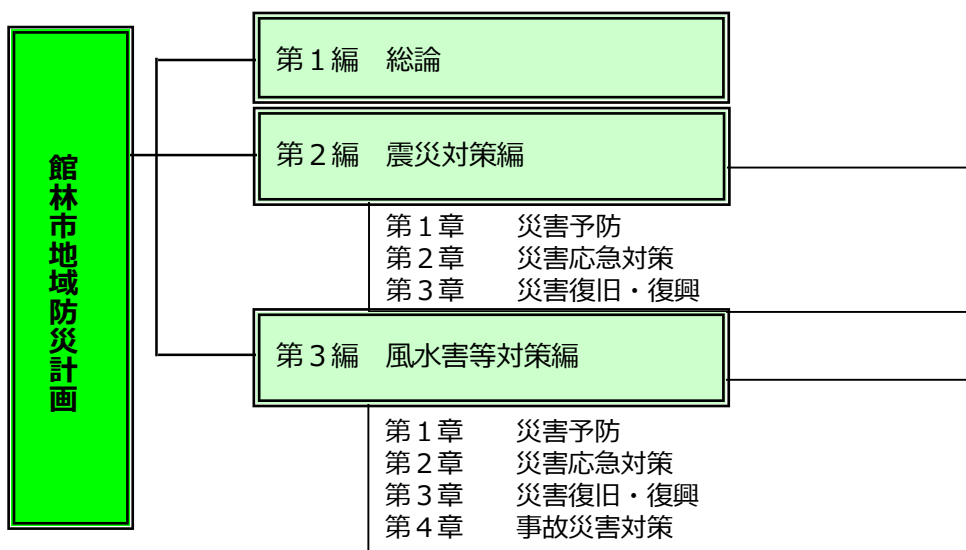 館林市地域防災計画
第１編　総論
第２編　震災対策編
第１章　　災害予防
第２章　　災害応急対策
第３章　　災害復旧・復興
第３編　風水害等対策編
第１章　　災害予防
第２章　　災害応急対策
第３章　　災害復旧・復興
第４章　　事故災害対策